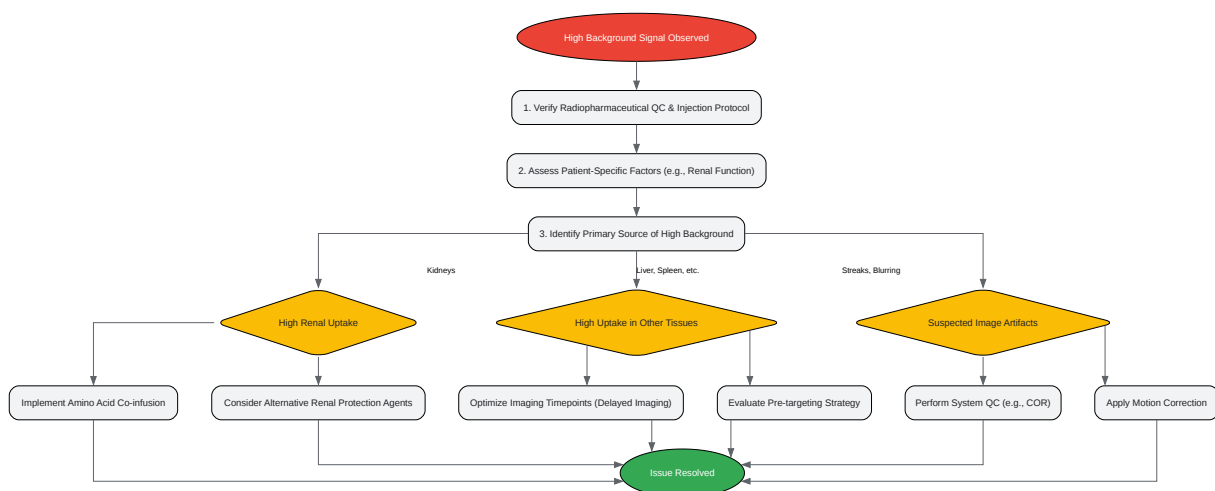 High Background Signal Observed
1. Verify Radiopharmaceutical QC & Injection Protocol
2. Assess Patient-Specific Factors (e.g., Renal Function)
3. Identify Primary Source of High Background
Kidneys
Liver, Spleen, etc.
Streaks, Blurring
High Renal Uptake
High Uptake in Other Tissues
Suspected Image Artifacts
Implement Amino Acid Co-infusion
Consider Alternative Renal Protection Agents
Optimize Imaging Timepoints (Delayed Imaging)
Evaluate Pre-targeting Strategy
Perform System QC (e.g., COR)
Apply Motion Correction
Issue Resolved